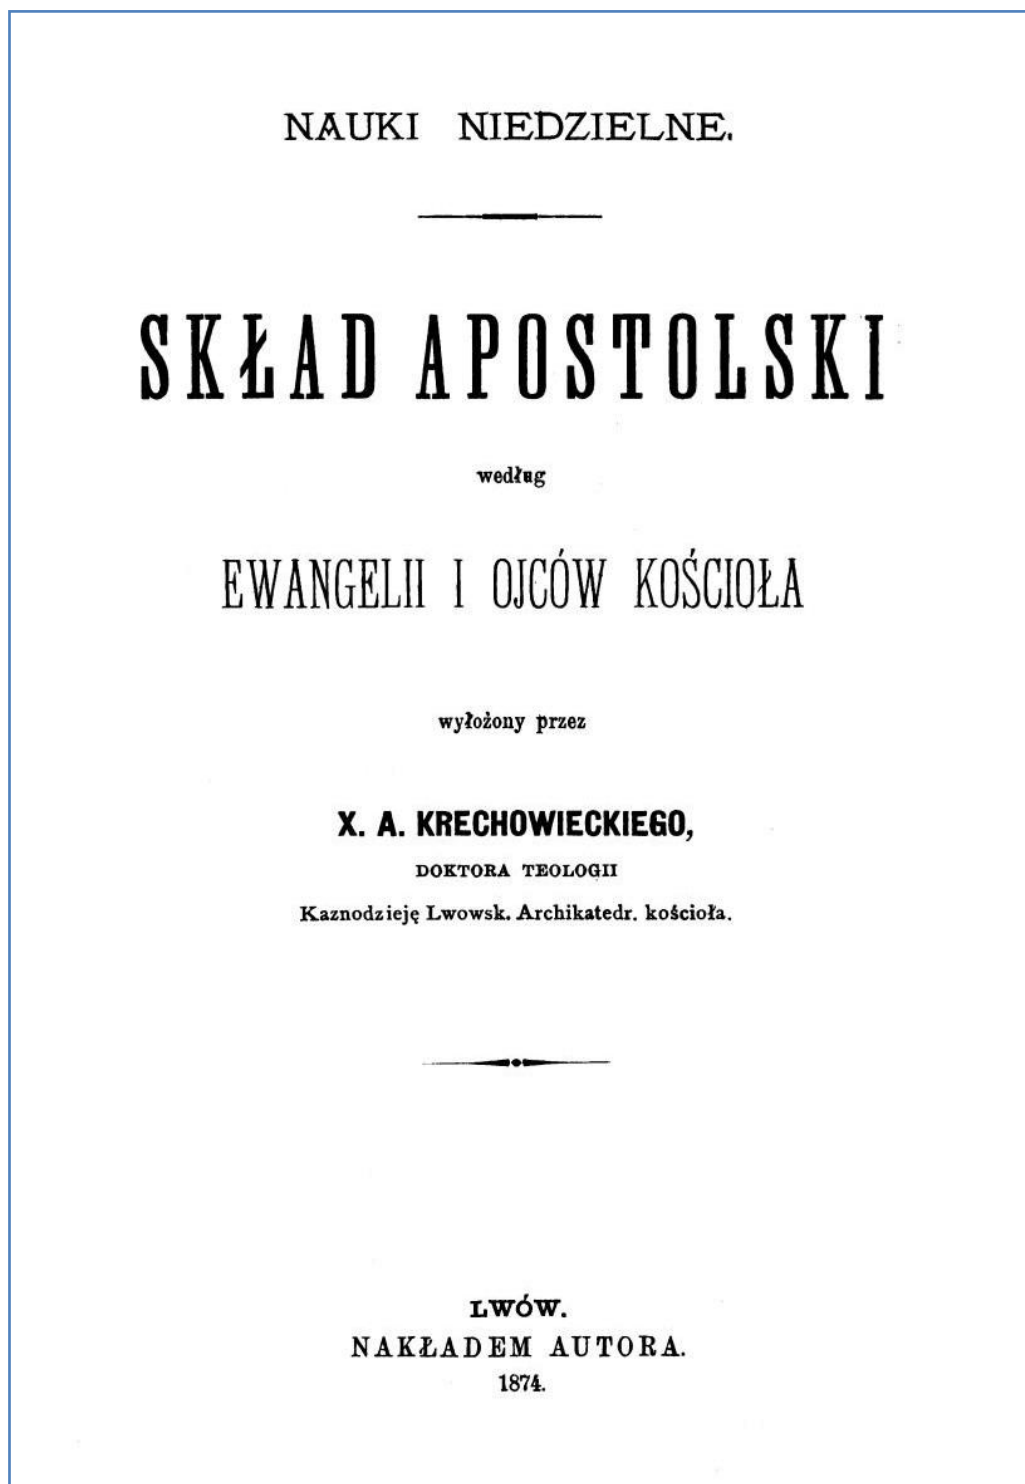 NAUKI NIEDZIELNE.
SKŁAD APOSTOLSKI
według
EWANGELII I OJCÓW KOŚCIOŁA
wyłożony przez
X. A. KRECHOWIECKIEGO,
DOKTORA TEOLOGII
Kaznodzieję Lwowsk. Archikatedr. kościoła.
LWÓW.
NAKŁADEM AUTORA.
1874.